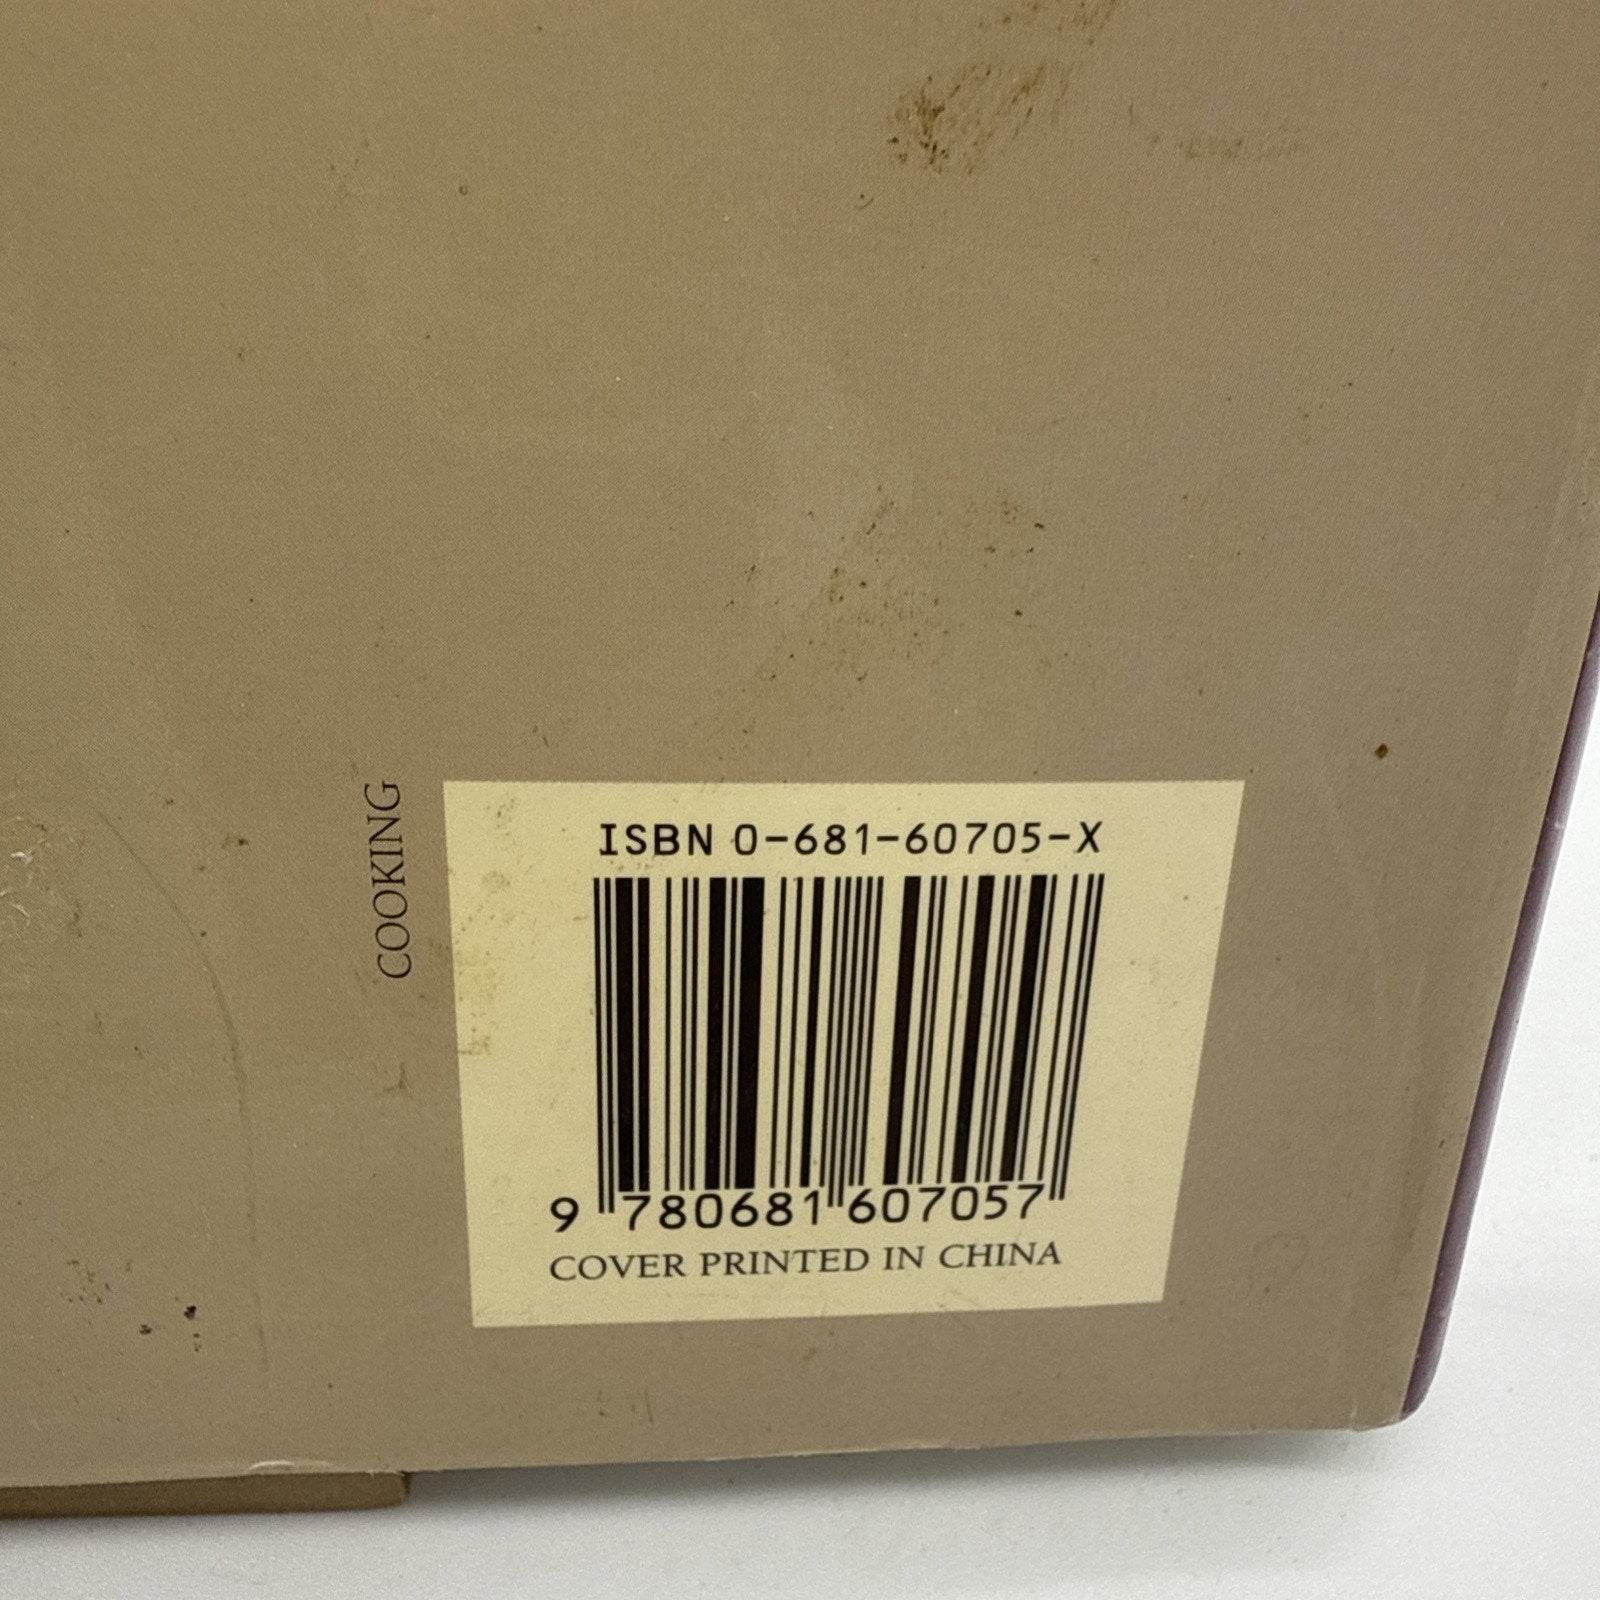 COOKING
ISBN 0-681-60705-X
9 780681 607057
COVER PRINTED IN CHINA